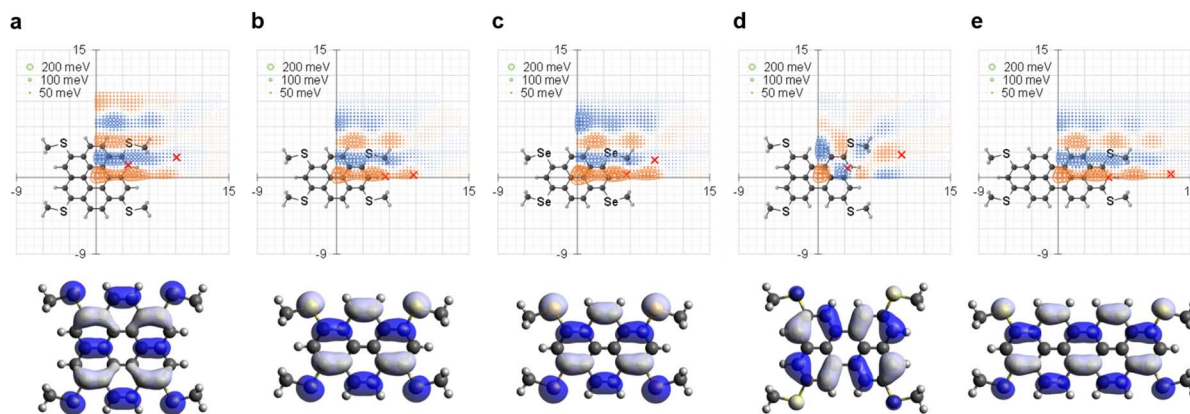 a b c d e
15 15 15 15 15
200 meV 200 meV 200 meV 200 meV 200 meV
100 meV 100 meV 100 meV 100 meV 100 meV
50 meV 50 meV 50 meV 50 meV 50 meV
S S S S Se Se S S S S
-9 15 -9 15 -9 15 -9 15 -9 15
S S S S Se Se S S S S
-9 -9 -9 -9 -9